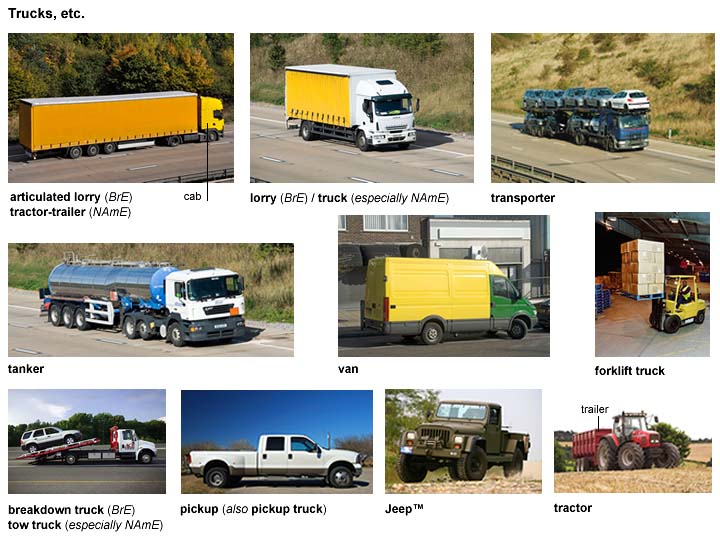 Trucks, etc.
articulated lorry (BrE)
tractor-trailer (NAmE)
cab
lorry (BrE) / truck (especially NAmE)
transporter
tanker
van
forklift truck
breakdown truck (BrE)
tow truck (especially NAmE)
pickup (also pickup truck)
Jeep™
trailer
tractor